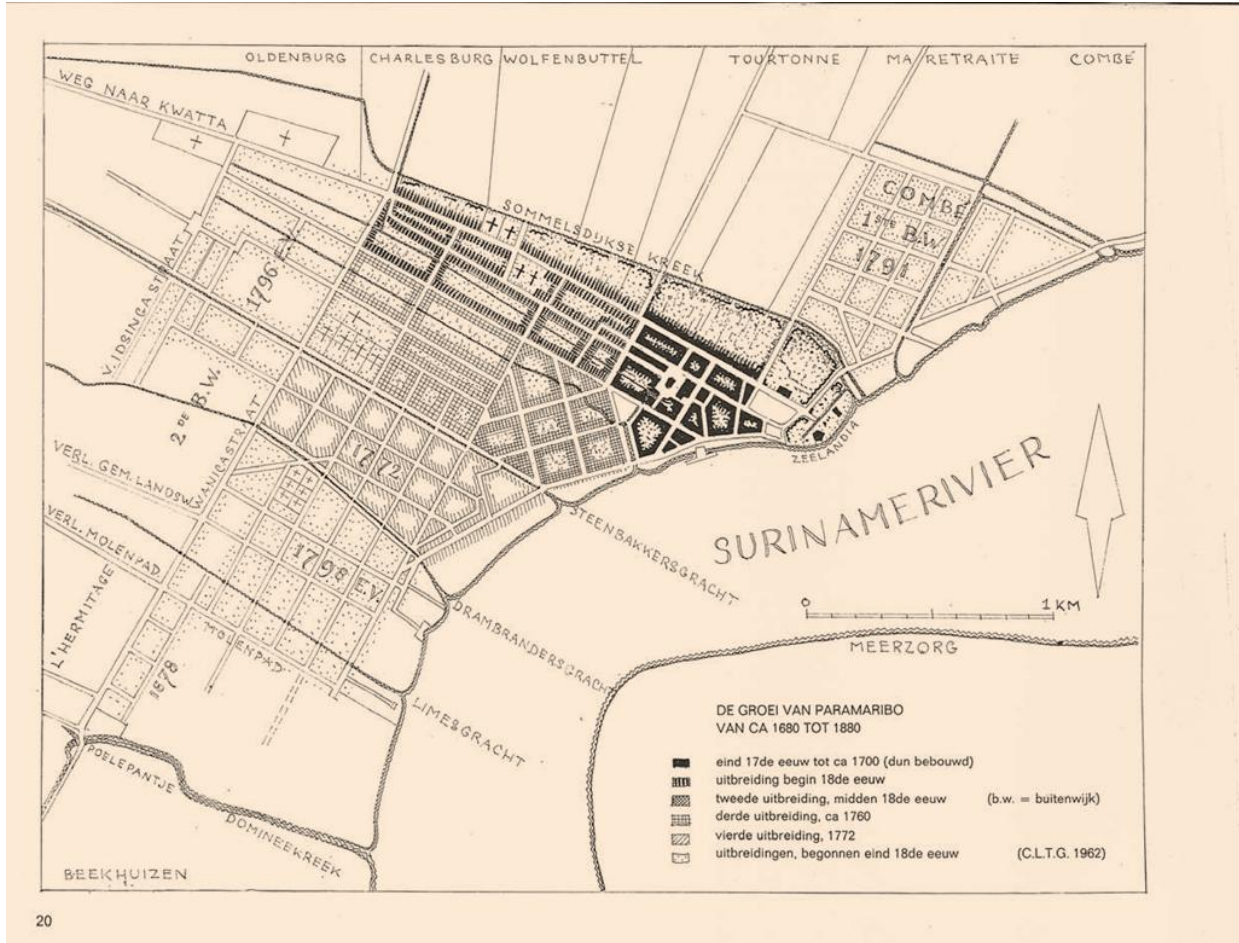 OLDENBURG
CHARLESBURG
WOLFENBUTTEL
TOURTONNE
MA RETRAITE
COMBÉ
WEG NAAR KWATTA
SOMMELSDIJKSE KREEK
COMBÉ
1STE B.W.
1791
V. IDSINGASTRAAT
1796 E.V.
2DE B.W.
WANICASTRAAT
1772
ZEELANDIA
SURINAMERIVIER
VERL. GEM. LANDSW.
VERL. MOLENPAD
L'HERMITAGE
1798 E.V.
MOLENPAD
1878
STEENBAKKERSGRACHT
DRAMBRANDERSGRACHT
LIMESGRACHT
0 1 KM
MEERZORG
POELEPANTJE
DOMINEEKREEK
BEEKHUIZEN
DE GROEI VAN PARAMARIBO
VAN CA 1680 TOT 1880
eind 17de eeuw tot ca 1700 (dun bebouwd)
uitbreiding begin 18de eeuw
tweede uitbreiding, midden 18de eeuw (b.w. = buitenwijk)
derde uitbreiding, ca 1760
vierde uitbreiding, 1772
uitbreidingen, begonnen eind 18de eeuw (C.L.T.G. 1962)
20